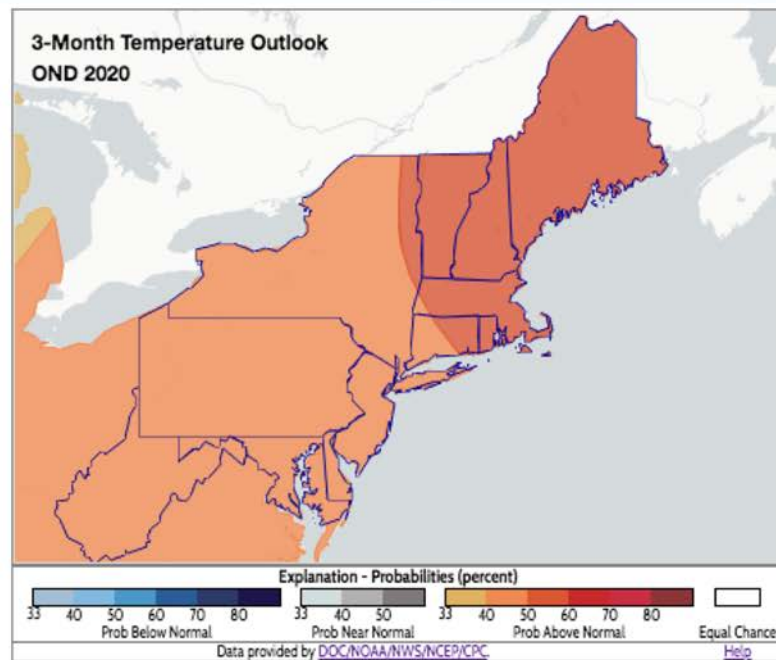 3-Month Temperature Outlook
OND 2020
Explanation - Probabilities (percent)
33 40 50 60 70 80 33 40 50 33 40 50 60 70 80
Prob Below Normal Prob Near Normal Prob Above Normal Equal Chance
Data provided by DOC/NOAA/NWS/NCEP/CPC Help